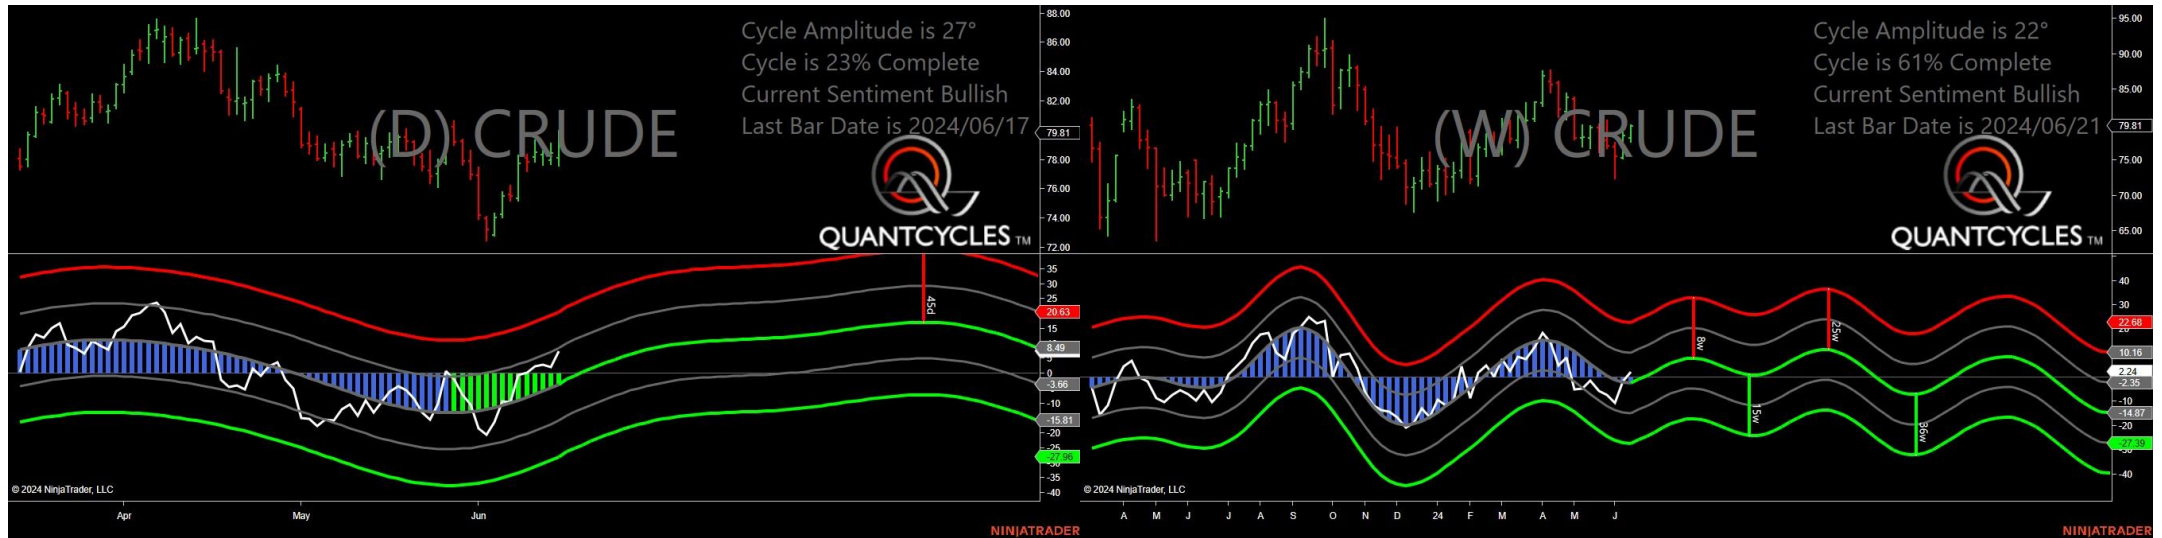 Cycle Amplitude is 27°
Cycle is 23% Complete
Current Sentiment Bullish
Last Bar Date is 2024/06/17
(D) CRUDE
QUANTCYCLES TM
88.00
86.00
84.00
82.00
79.81
78.00
76.00
74.00
72.00
45d
35
30
25
20.63
15
8.49
5
0
-3.66
-10
-15.81
-20
-27.96
-35
-40
© 2024 NinjaTrader, LLC
Apr May Jun
NINJATRADER
Cycle Amplitude is 22°
Cycle is 61% Complete
Current Sentiment Bullish
Last Bar Date is 2024/06/21
(W) CRUDE
QUANTCYCLES TM
95.00
90.00
85.00
79.81
75.00
70.00
65.00
8w
15w
25w
36w
40
30
22.68
10.16
2.24
-2.35
-10
-14.87
-20
-27.39
-40
© 2024 NinjaTrader, LLC
A M J J A S O N D 24 F M A M J
NINJATRADER